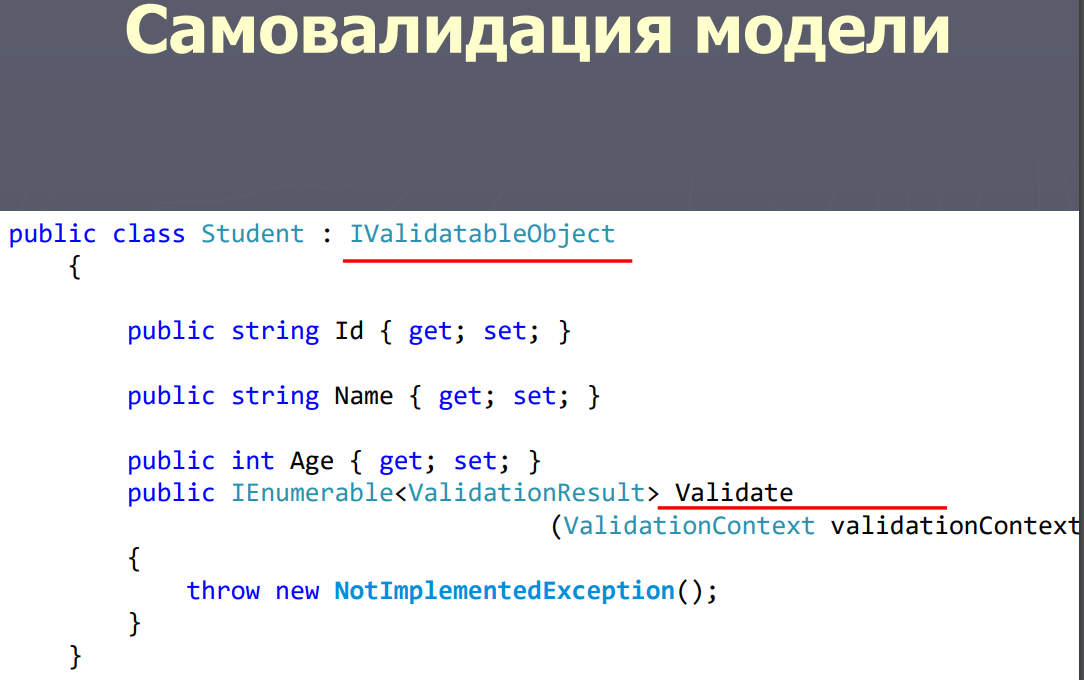 Самовалидация модели
public class Student : IValidatableObject
{
public string Id { get; set; }
public string Name { get; set; }
public int Age { get; set; }
public IEnumerable<ValidationResult> Validate
(ValidationContext validationContext
{
throw new NotImplementedException();
}
}